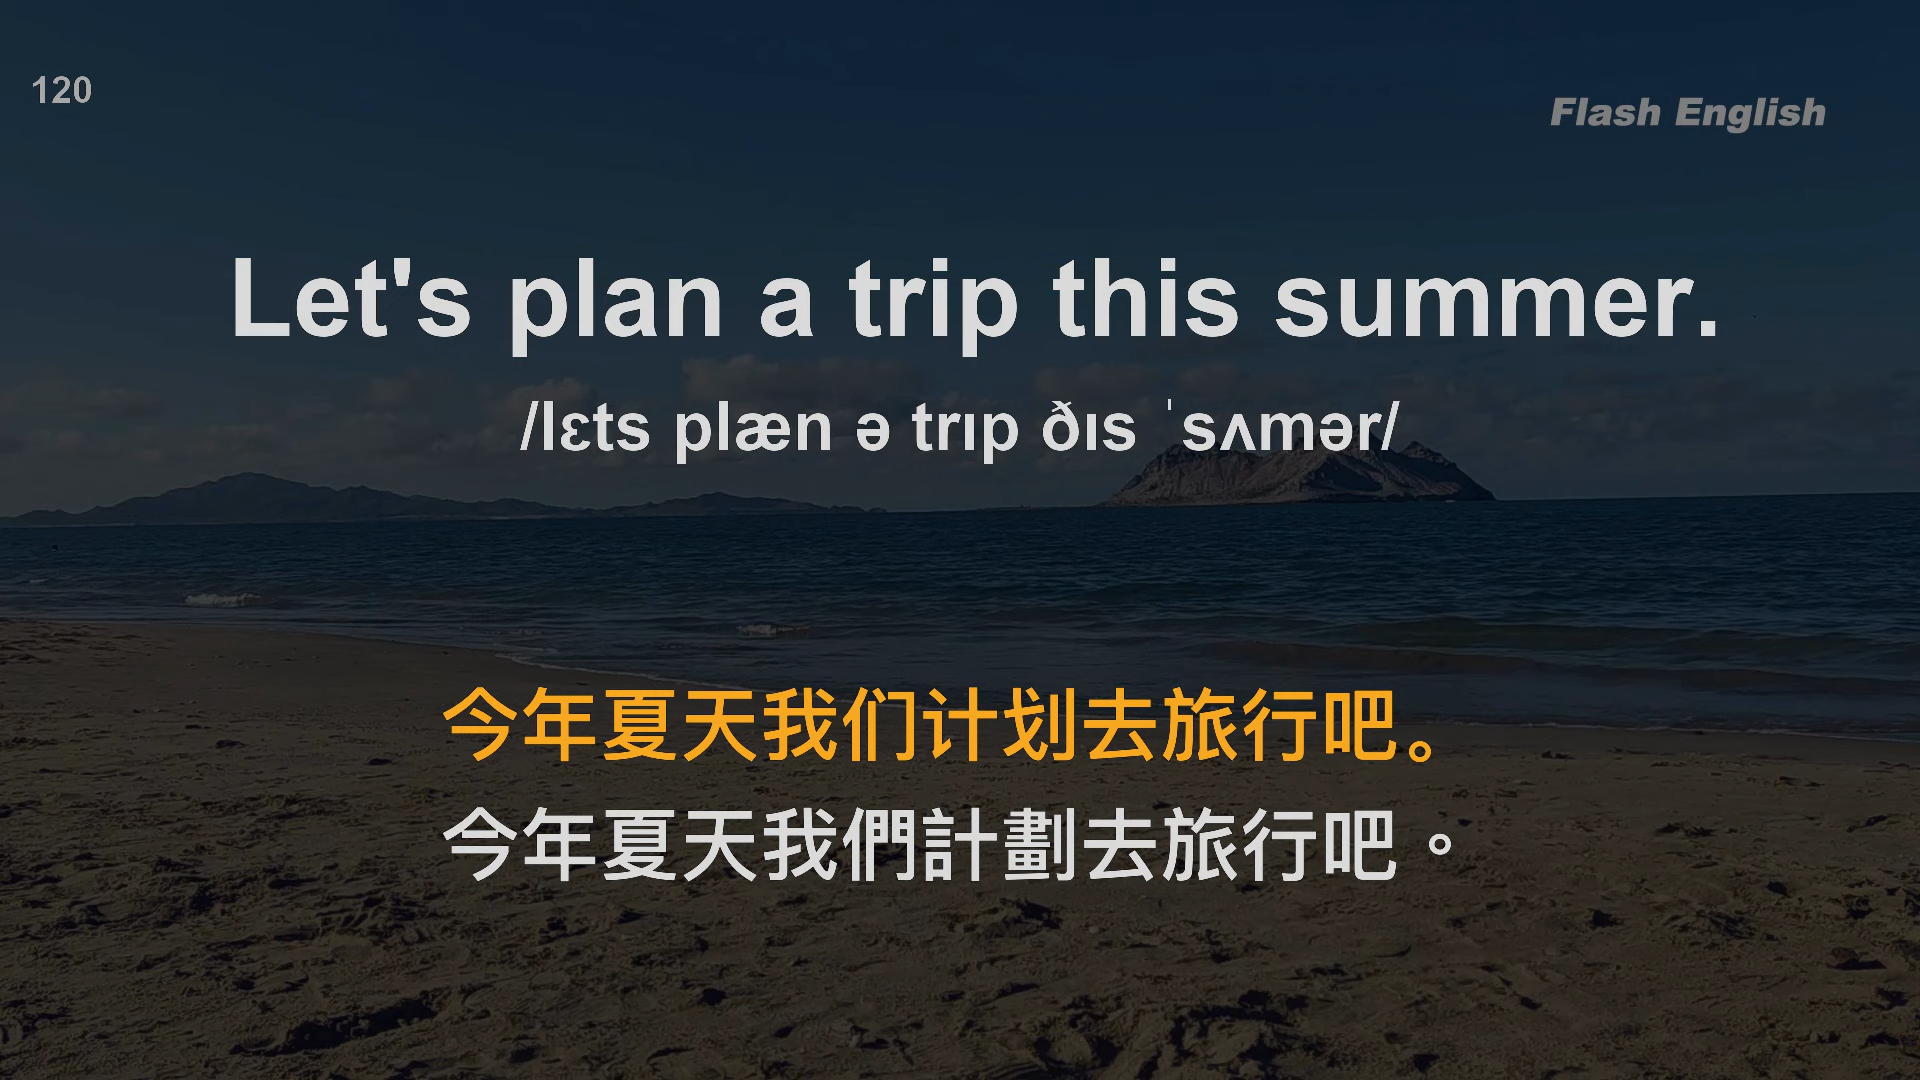 120
Flash English
Let's plan a trip this summer.
/lɛts plæn ə trɪp ðɪs ˈsʌmər/
今年夏天我们计划去旅行吧。
今年夏天我們計劃去旅行吧。